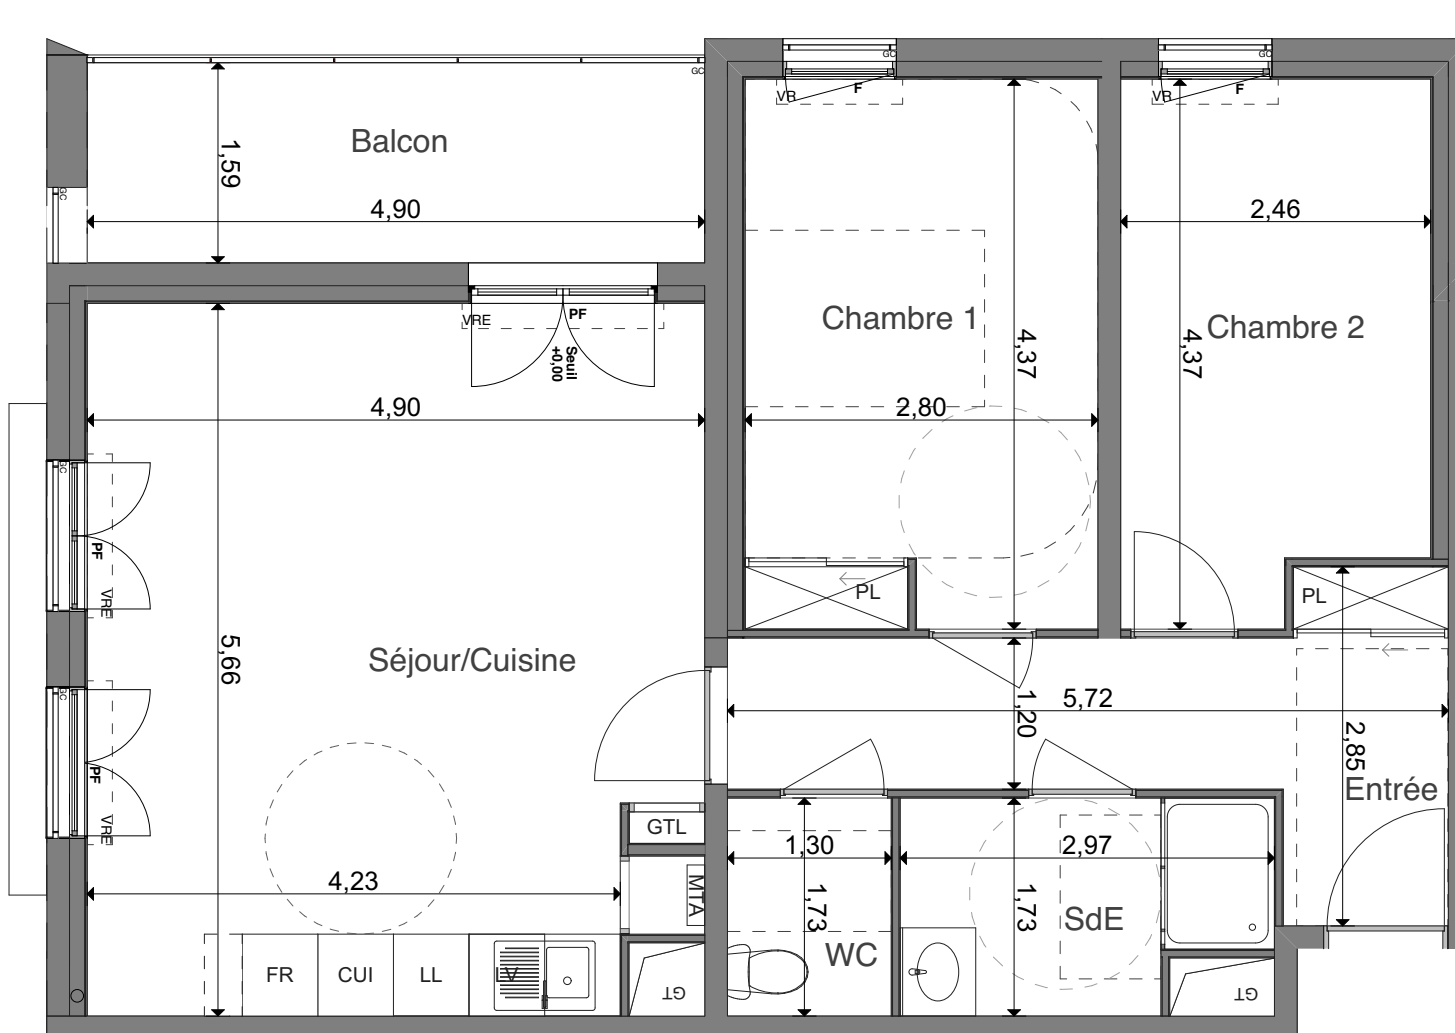 GC
GC
GC
VR
F
VR
F
Balcon
1,59
GC
4,90
2,46
VRE
PF
Seuil
+0,00
Chambre 1
4,37
4,37
Chambre 2
4,90
2,80
GC
PF
VRE
PL
PL
5,66
Séjour/Cuisine
1,20
5,72
2,85
GC
PF
VRE
Entrée
GTL
1,30
2,97
4,23
MTA
1,73
1,73
SdE
WC
FR
CUI
LL
LV
GT
GT